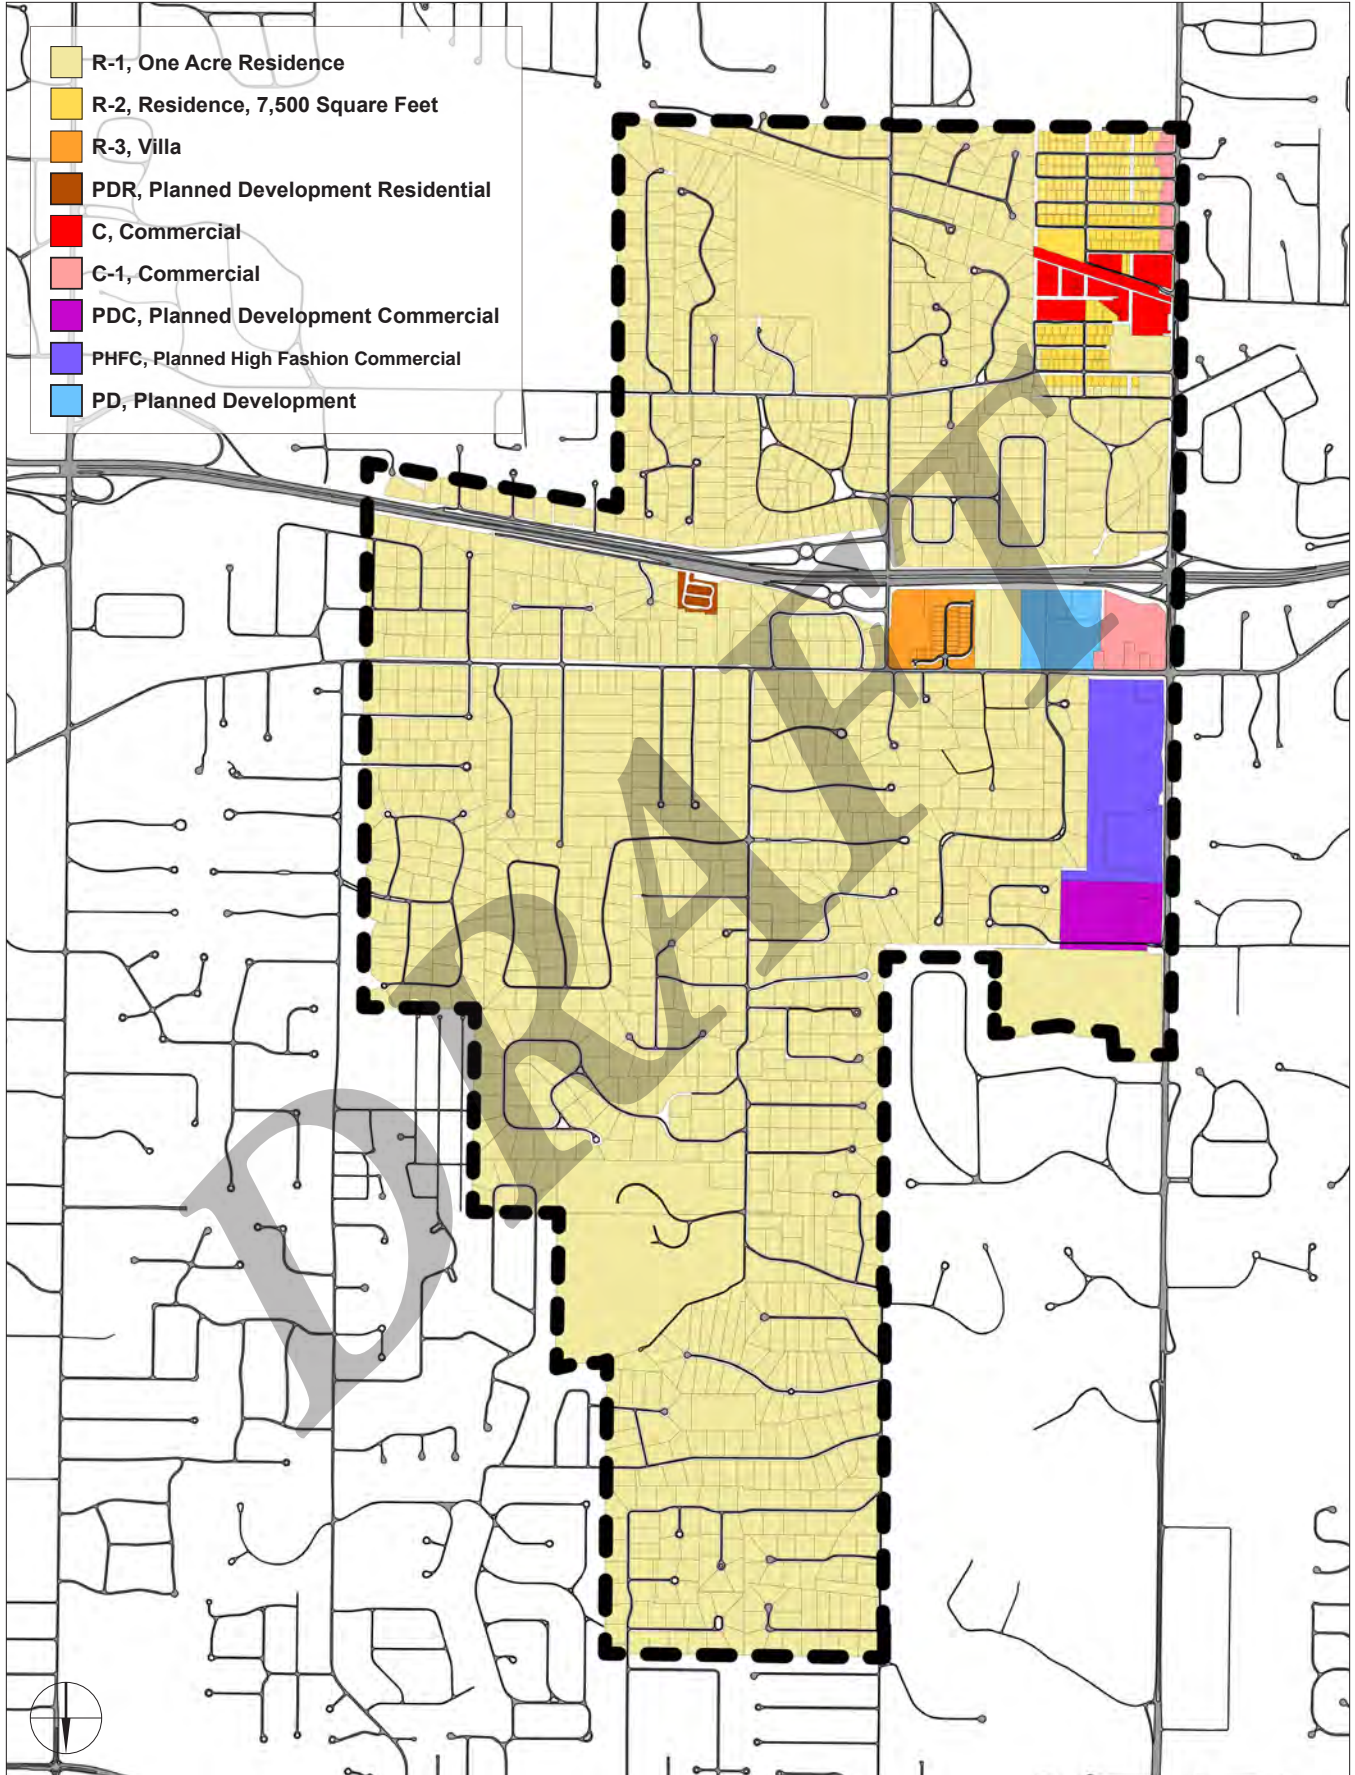 R-1, One Acre Residence
R-2, Residence, 7,500 Square Feet
R-3, Villa
PDR, Planned Development Residential
C, Commercial
C-1, Commercial
PDC, Planned Development Commercial
PHFC, Planned High Fashion Commercial
PD, Planned Development
DRAFT